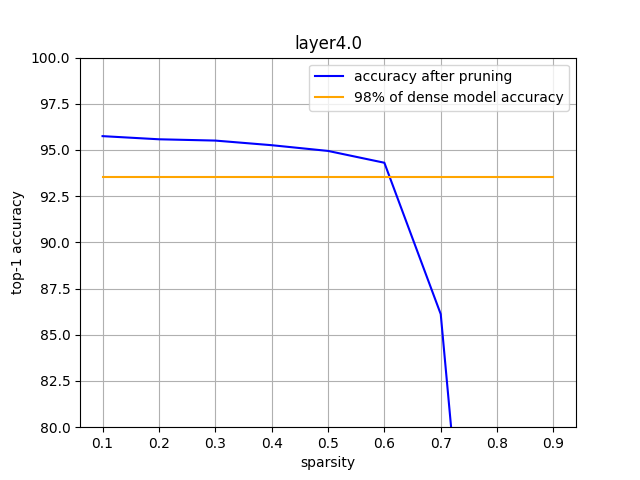 layer4.0
accuracy after pruning
98% of dense model accuracy
top-1 accuracy
100.0
97.5
95.0
92.5
90.0
87.5
85.0
82.5
80.0
0.1 0.2 0.3 0.4 0.5 0.6 0.7 0.8 0.9
sparsity